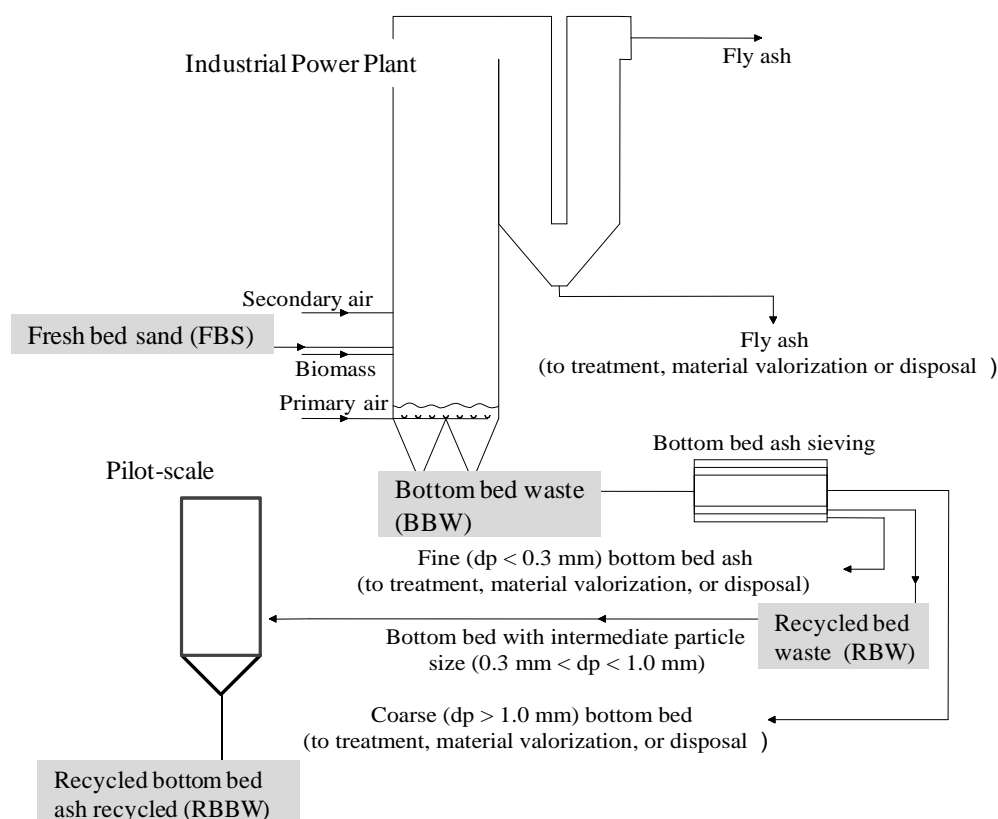 Industrial Power Plant
Fly ash
Secondary air
Fresh bed sand (FBS)
Biomass
Fly ash
(to treatment, material valorization or disposal )
Primary air
Bottom bed ash sieving
Pilot-scale
Bottom bed waste
(BBW)
Fine (dp < 0.3 mm) bottom bed ash
(to treatment, material valorization, or disposal)
Recycled bed
waste (RBW)
Bottom bed with intermediate particle
size (0.3 mm < dp < 1.0 mm)
Coarse (dp > 1.0 mm) bottom bed
(to treatment, material valorization, or disposal )
Recycled bottom bed
ash recycled (RBBW)